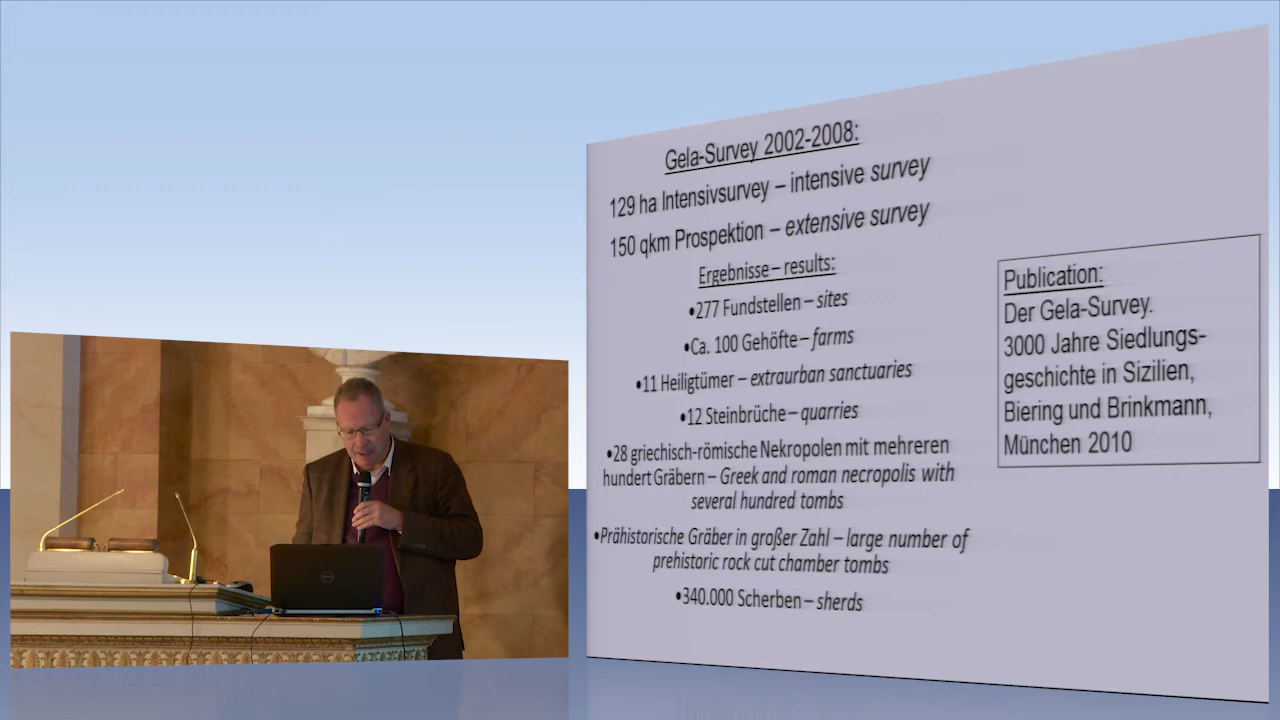 Gela-Survey 2002-2008:
129 ha Intensivsurvey – intensive survey
150 qkm Prospektion – extensive survey
Ergebnisse – results:
•277 Fundstellen – sites
•Ca. 100 Gehöfte – farms
•11 Heiligtümer – extraurban sanctuaries
•12 Steinbrüche – quarries
•28 griechisch-römische Nekropolen mit mehreren
hundert Gräbern – Greek and roman necropolis with
several hundred tombs
•Prähistorische Gräber in großer Zahl – large number of
prehistoric rock cut chamber tombs
•340.000 Scherben – sherds
Publication:
Der Gela-Survey.
3000 Jahre Siedlungs-
geschichte in Sizilien,
Biering und Brinkmann,
München 2010
DELL